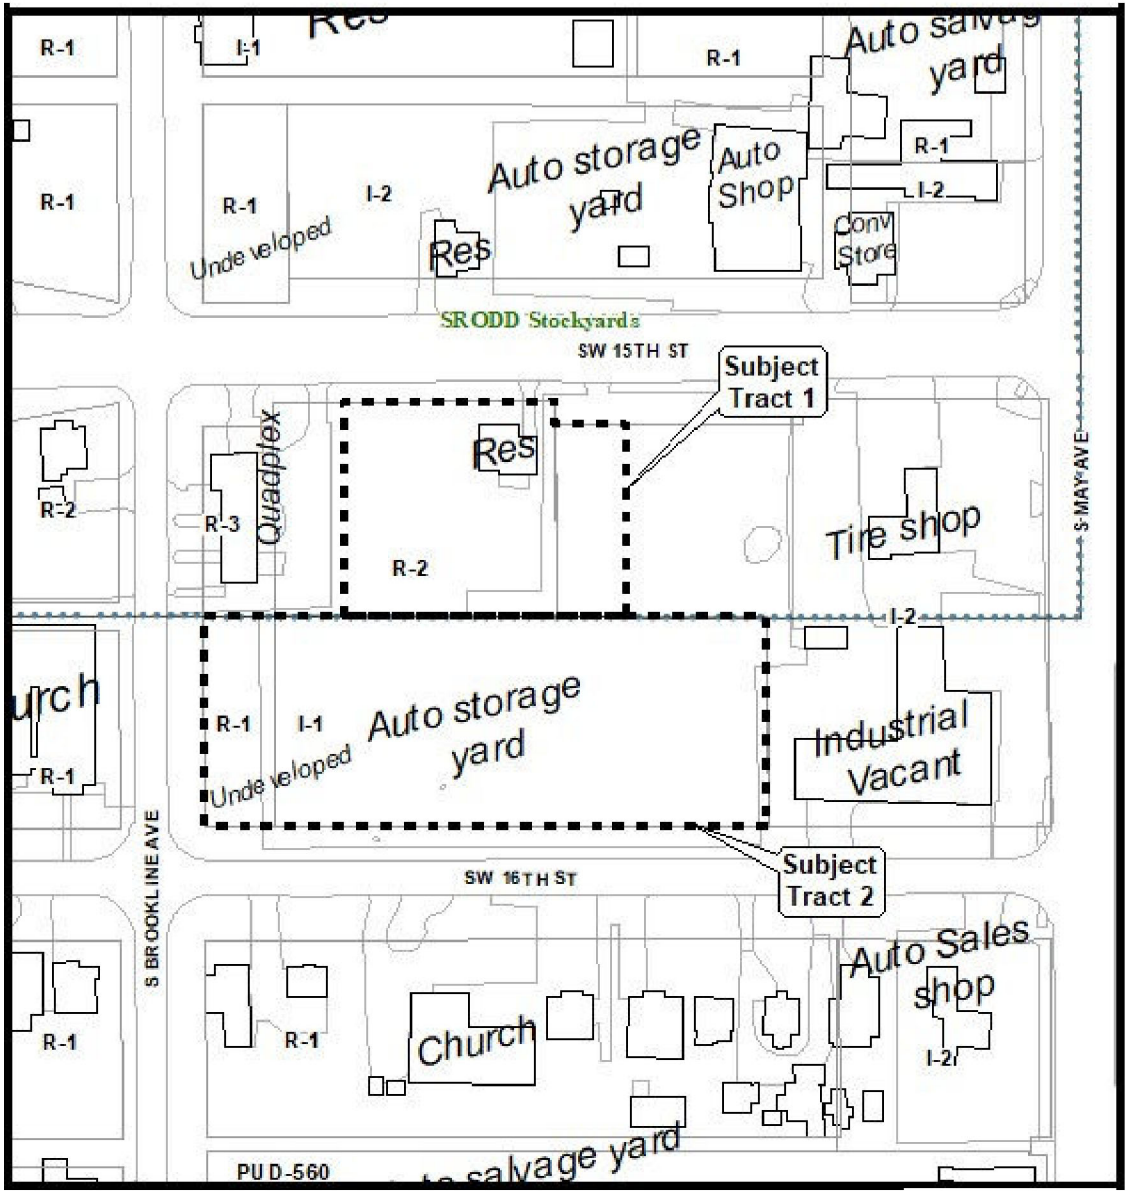 Res
Auto salvag
yard
R-1
I-1
R-1
R-1
R-1
I-2
Auto storage
yard
Auto
Shop
R-1
I-2
Undeveloped
Res
Conv
Store
SRODD Stockyards
SW 15TH ST
Subject
Tract 1
Quadplex
Res
S MAY AVE
R-2
R-3
Tire shop
R-2
I-2
urch
R-1
I-1
Auto storage
yard
Industrial
Vacant
R-1
Undeveloped
S BROOKLINE AVE
SW 16TH ST
Subject
Tract 2
Auto Sales
shop
R-1
R-1
Church
I-2
salvage yard
PUD-560